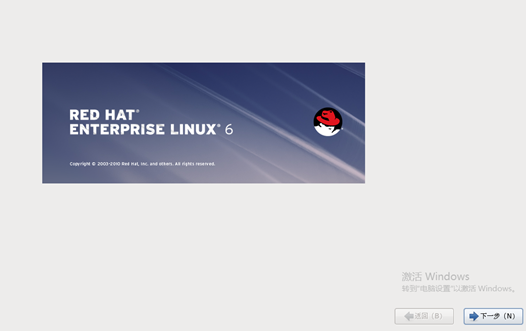 RED HAT®
ENTERPRISE LINUX® 6
Copyright © 2003-2010 Red Hat, Inc. and others. All rights reserved.
激活 Windows
转到"电脑设置"以激活 Windows。
返回（B）
下一步（N）